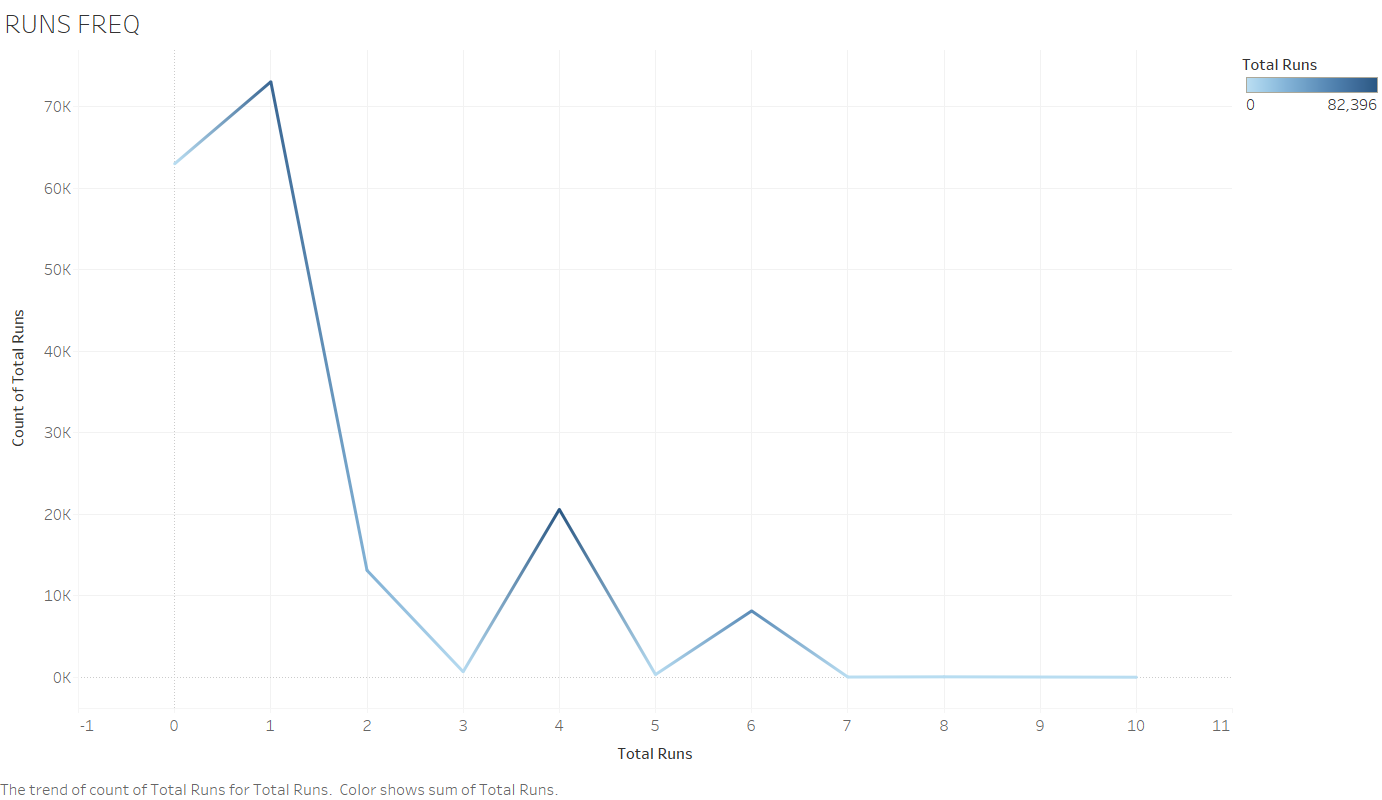 RUNS FREQ
Total Runs
0 82,396
70K
60K
50K
40K
30K
20K
10K
0K
Count of Total Runs
-1 0 1 2 3 4 5 6 7 8 9 10 11
Total Runs
The trend of count of Total Runs for Total Runs.  Color shows sum of Total Runs.